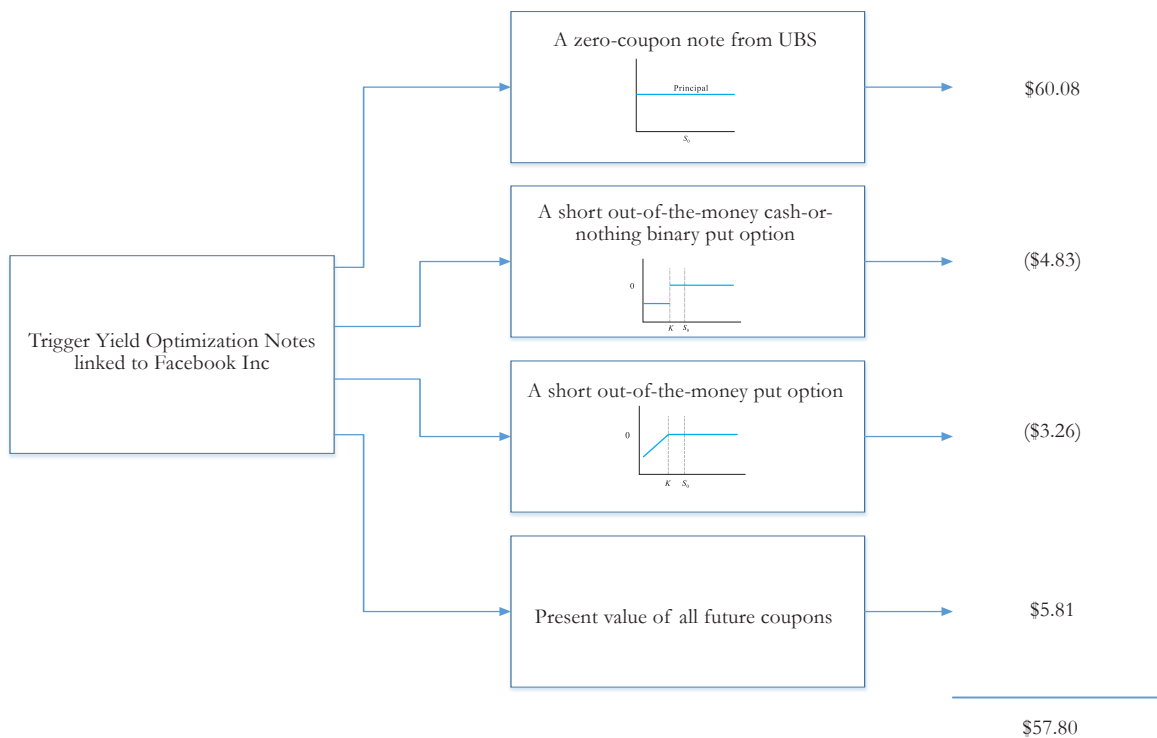 A zero-coupon note from UBS
Principal
S₀
$60.08
A short out-of-the-money cash-or-
nothing binary put option
0
K
S₀
($4.83)
Trigger Yield Optimization Notes
linked to Facebook Inc
A short out-of-the-money put option
0
K
S₀
($3.26)
Present value of all future coupons
$5.81
$57.80